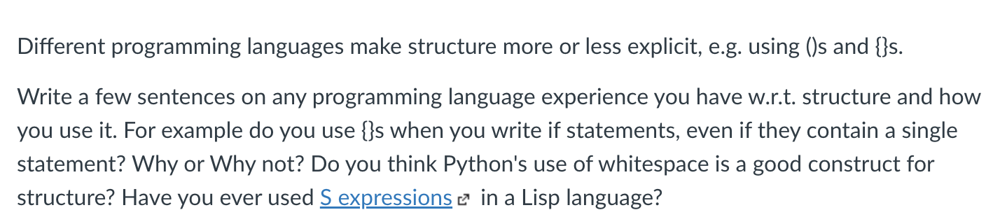 Different programming languages make structure more or less explicit, e.g. using ()s and {}s.
Write a few sentences on any programming language experience you have w.r.t. structure and how
you use it. For example do you use {}s when you write if statements, even if they contain a single
statement? Why or Why not? Do you think Python's use of whitespace is a good construct for
structure? Have you ever used S expressions in a Lisp language?